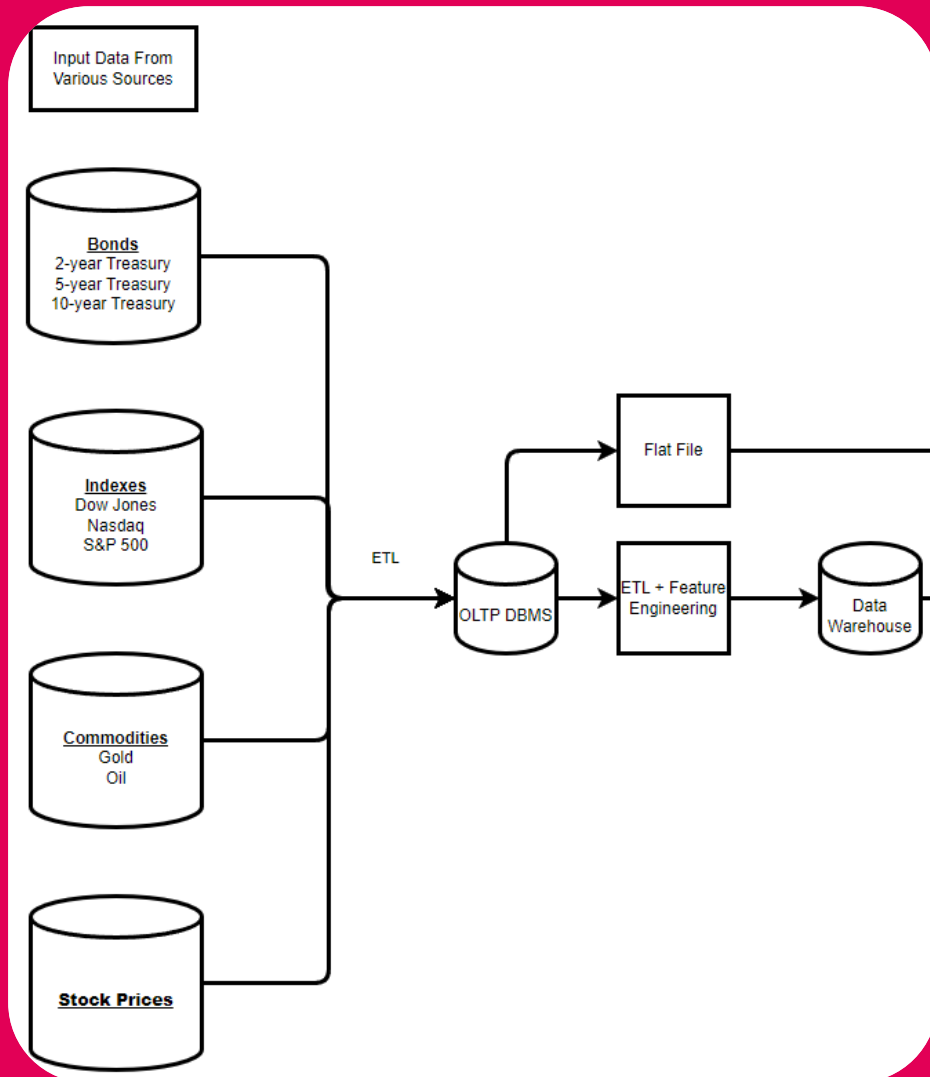 Input Data From
Various Sources
Bonds
2-year Treasury
5-year Treasury
10-year Treasury
Indexes
Dow Jones
Nasdaq
S&P 500
Commodities
Gold
Oil
Stock Prices
ETL
OLTP DBMS
Flat File
ETL + Feature
Engineering
Data
Warehouse